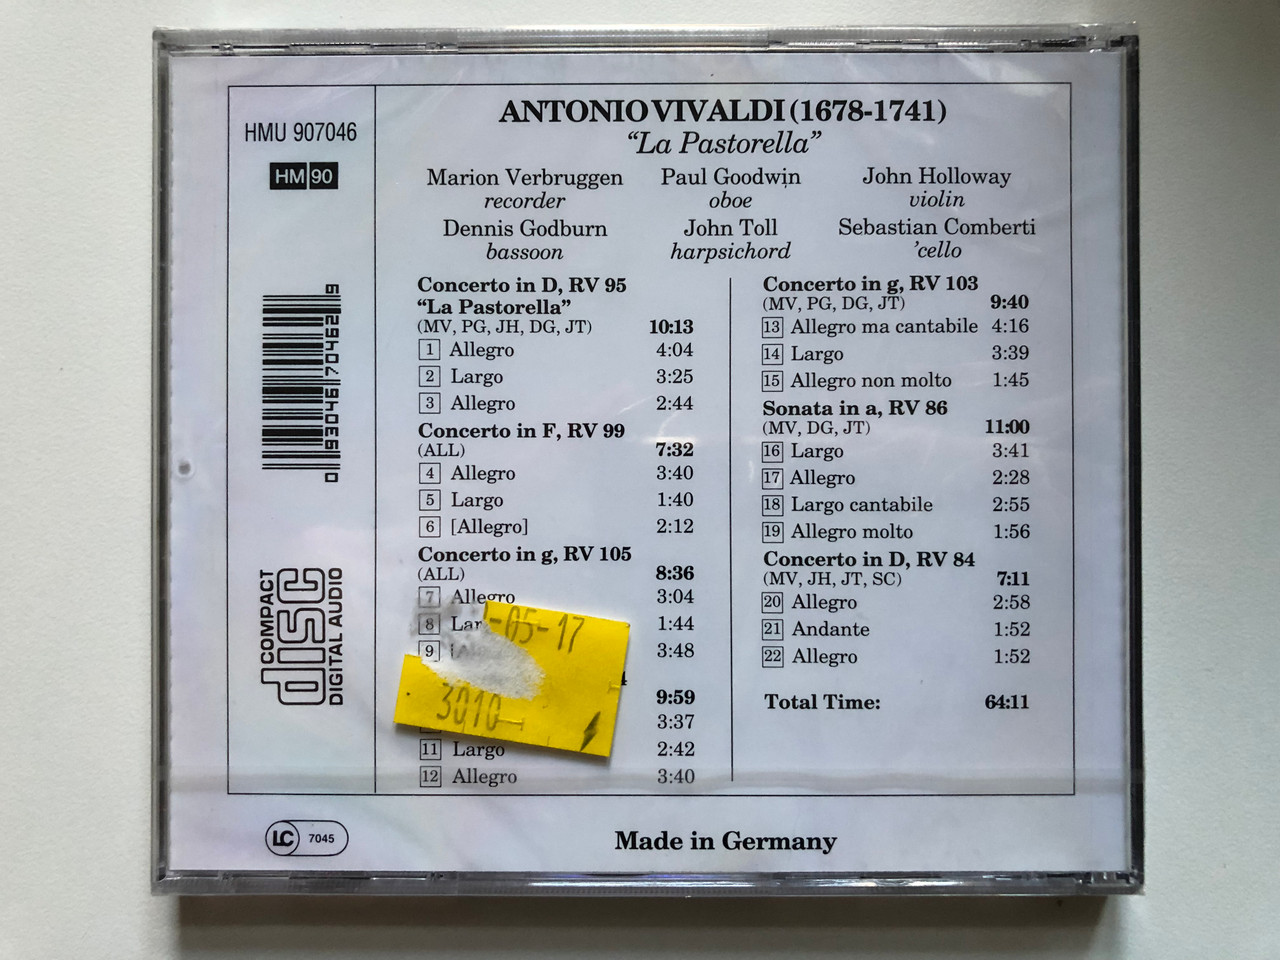 HMU 907046
HM 90
0 93046 70462 9
COMPACT
disc
DIGITAL AUDIO
ANTONIO VIVALDI (1678-1741)
“La Pastorella”
Marion Verbruggen
recorder
Paul Goodwin
oboe
John Holloway
violin
Dennis Godburn
bassoon
John Toll
harpsichord
Sebastian Comberti
’cello
Concerto in D, RV 95
“La Pastorella”
(MV, PG, JH, DG, JT) 10:13
1 Allegro 4:04
2 Largo 3:25
3 Allegro 2:44
Concerto in F, RV 99
(ALL) 7:32
4 Allegro 3:40
5 Largo 1:40
6 [Allegro] 2:12
Concerto in g, RV 105
(ALL) 8:36
7 Allegro 3:04
8 1:44
9 3:48
9:59
3:37
11 Largo 2:42
12 Allegro 3:40
-05-17
3010
Concerto in g, RV 103
(MV, PG, DG, JT) 9:40
13 Allegro ma cantabile 4:16
14 Largo 3:39
15 Allegro non molto 1:45
Sonata in a, RV 86
(MV, DG, JT) 11:00
16 Largo 3:41
17 Allegro 2:28
18 Largo cantabile 2:55
19 Allegro molto 1:56
Concerto in D, RV 84
(MV, JH, JT, SC) 7:11
20 Allegro 2:58
21 Andante 1:52
22 Allegro 1:52
Total Time: 64:11
LC 7045
Made in Germany